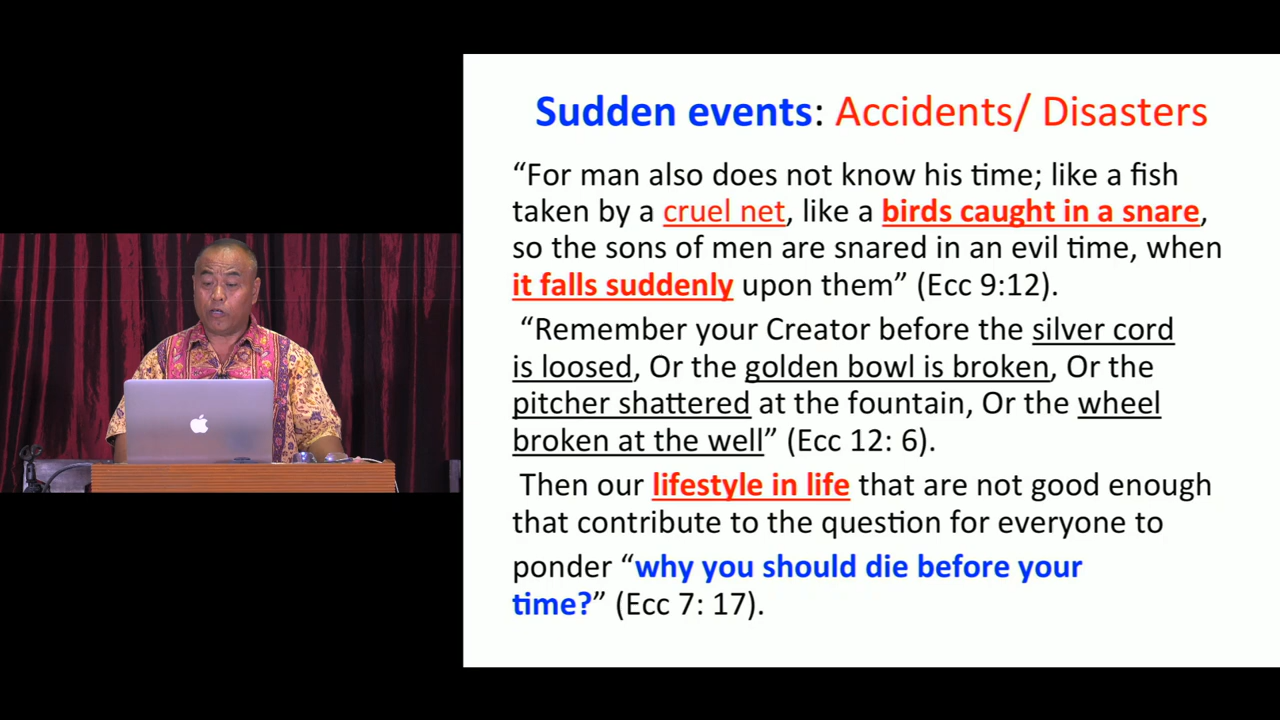 Sudden events: Accidents/ Disasters
“For man also does not know his time; like a fish
taken by a cruel net, like a birds caught in a snare,
so the sons of men are snared in an evil time, when
it falls suddenly upon them” (Ecc 9:12).
“Remember your Creator before the silver cord
is loosed, Or the golden bowl is broken, Or the
pitcher shattered at the fountain, Or the wheel
broken at the well” (Ecc 12: 6).
Then our lifestyle in life that are not good enough
that contribute to the question for everyone to
ponder “why you should die before your
time?” (Ecc 7: 17).